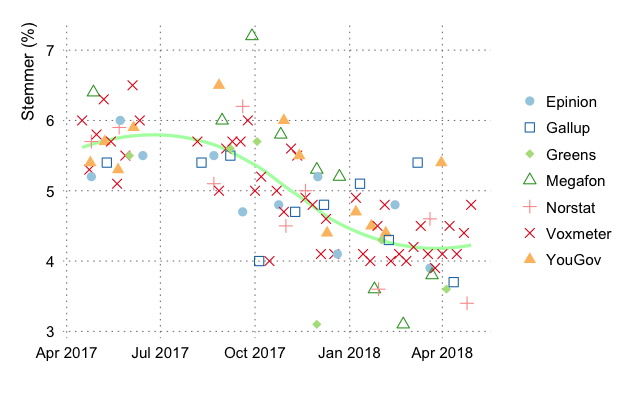 Stemmer (%)
7
6
5
4
3
Apr 2017 Jul 2017 Oct 2017 Jan 2018 Apr 2018
Epinion
Gallup
Greens
Megafon
Norstat
Voxmeter
YouGov